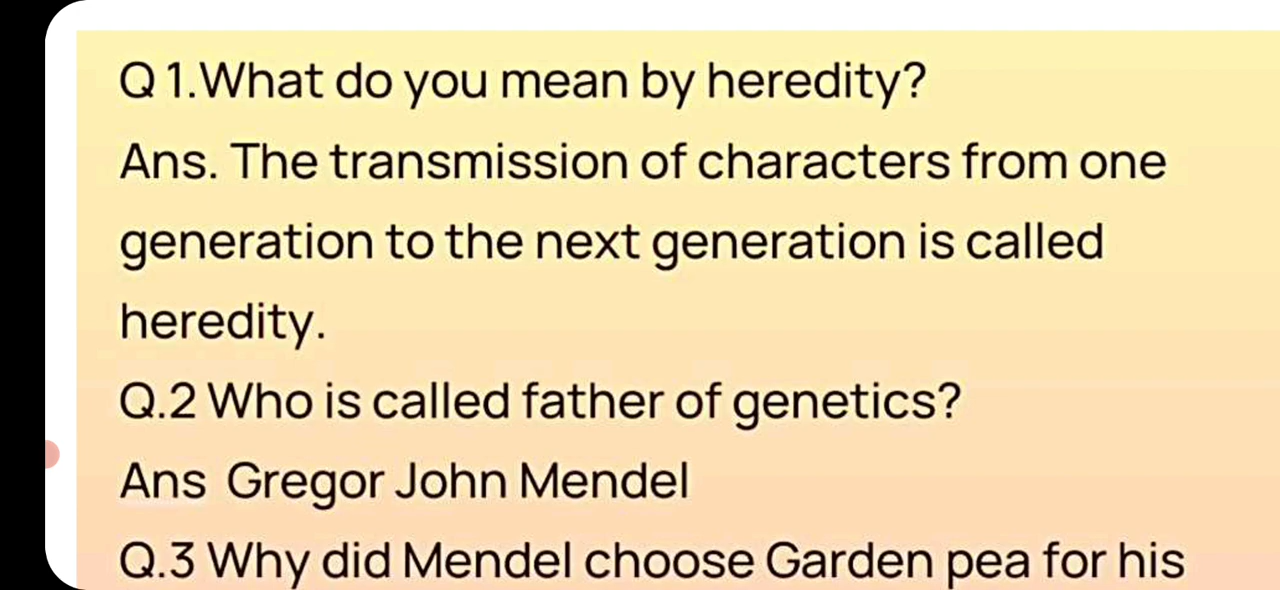 Q 1.What do you mean by heredity?
Ans. The transmission of characters from one
generation to the next generation is called
heredity.
Q.2 Who is called father of genetics?
Ans  Gregor John Mendel
Q.3 Why did Mendel choose Garden pea for his